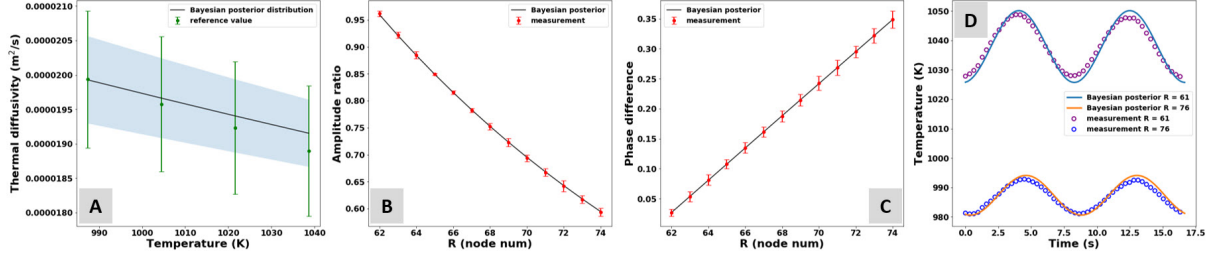 Thermal diffusivity (m²/s)
0.0000210
0.0000205
0.0000200
0.0000195
0.0000190
0.0000185
0.0000180
Bayesian posterior distribution
reference value
A
990 1000 1010 1020 1030 1040
Temperature (K)
Amplitude ratio
0.95
0.90
0.85
0.80
0.75
0.70
0.65
0.60
Bayesian posterior
measurement
B
62 64 66 68 70 72 74
R (node num)
Phase difference
0.35
0.30
0.25
0.20
0.15
0.10
0.05
Bayesian posterior
measurement
C
62 64 66 68 70 72 74
R (node num)
Temperature (K)
1050
1040
1030
1020
1010
1000
990
980
D
Bayesian posterior R = 61
Bayesian posterior R = 76
measurement R = 61
measurement R = 76
0.0 2.5 5.0 7.5 10.0 12.5 15.0 17.5
Time (s)